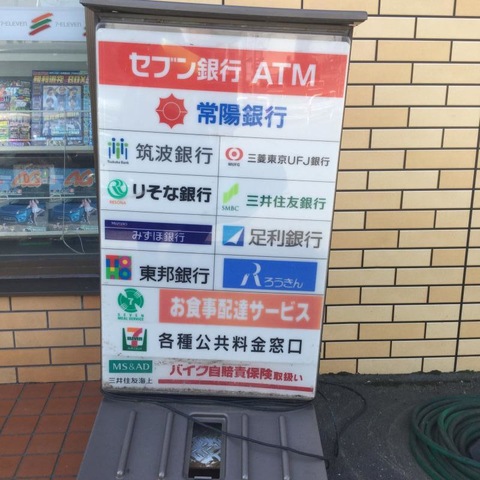 セブン銀行 ATM
常陽銀行
筑波銀行
三菱東京UFJ銀行
りそな銀行
RESONA
三井住友銀行
SMBC
みずほ銀行
足利銀行
東邦銀行
ろうきん
お食事配達サービス
SEVEN MEAL SERVICE
各種公共料金窓口
MS&AD
三井住友海上
バイク自賠責保険取扱い